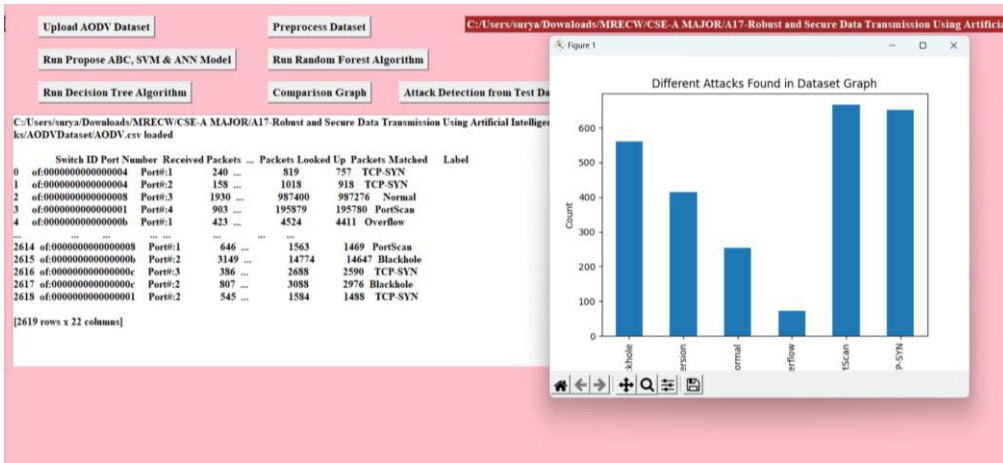 Upload AODV Dataset
Preprocess Dataset
C:/Users/surya/Downloads/MRECW/CSE-A MAJOR/A17-Robust and Secure Data Transmission Using Artificial
Run Propose ABC, SVM & ANN Model
Run Random Forest Algorithm
Run Decision Tree Algorithm
Comparison Graph
Attack Detection from Test Da
C:/Users/surya/Downloads/MRECW/CSE-A MAJOR/A17-Robust and Secure Data Transmission Using Artificial Intellige
ks/AODVDataset/AODV.csv loaded
Switch ID Port Number Received Packets ... Packets Looked Up Packets Matched Label
0 of:0000000000000004 Port#:1 240 ... 819 757 TCP-SYN
1 of:0000000000000004 Port#:2 158 ... 1018 918 TCP-SYN
2 of:0000000000000008 Port#:3 1930 ... 987400 987276 Normal
3 of:0000000000000001 Port#:4 903 ... 195879 195780 PortScan
4 of:000000000000000b Port#:1 423 ... 4524 4411 Overflow
... ... ... ... ... ... ... ...
2614 of:0000000000000008 Port#:1 646 ... 1563 1469 PortScan
2615 of:000000000000000b Port#:2 3149 ... 14774 14647 Blackhole
2616 of:000000000000000c Port#:3 386 ... 2688 2590 TCP-SYN
2617 of:000000000000000c Port#:2 807 ... 3088 2976 Blackhole
2618 of:0000000000000001 Port#:2 545 ... 1584 1488 TCP-SYN
[2619 rows x 22 columns]
Figure 1
Different Attacks Found in Dataset Graph
Count
600
500
400
300
200
100
0
khole
ersion
ormal
erflow
tScan
P-SYN